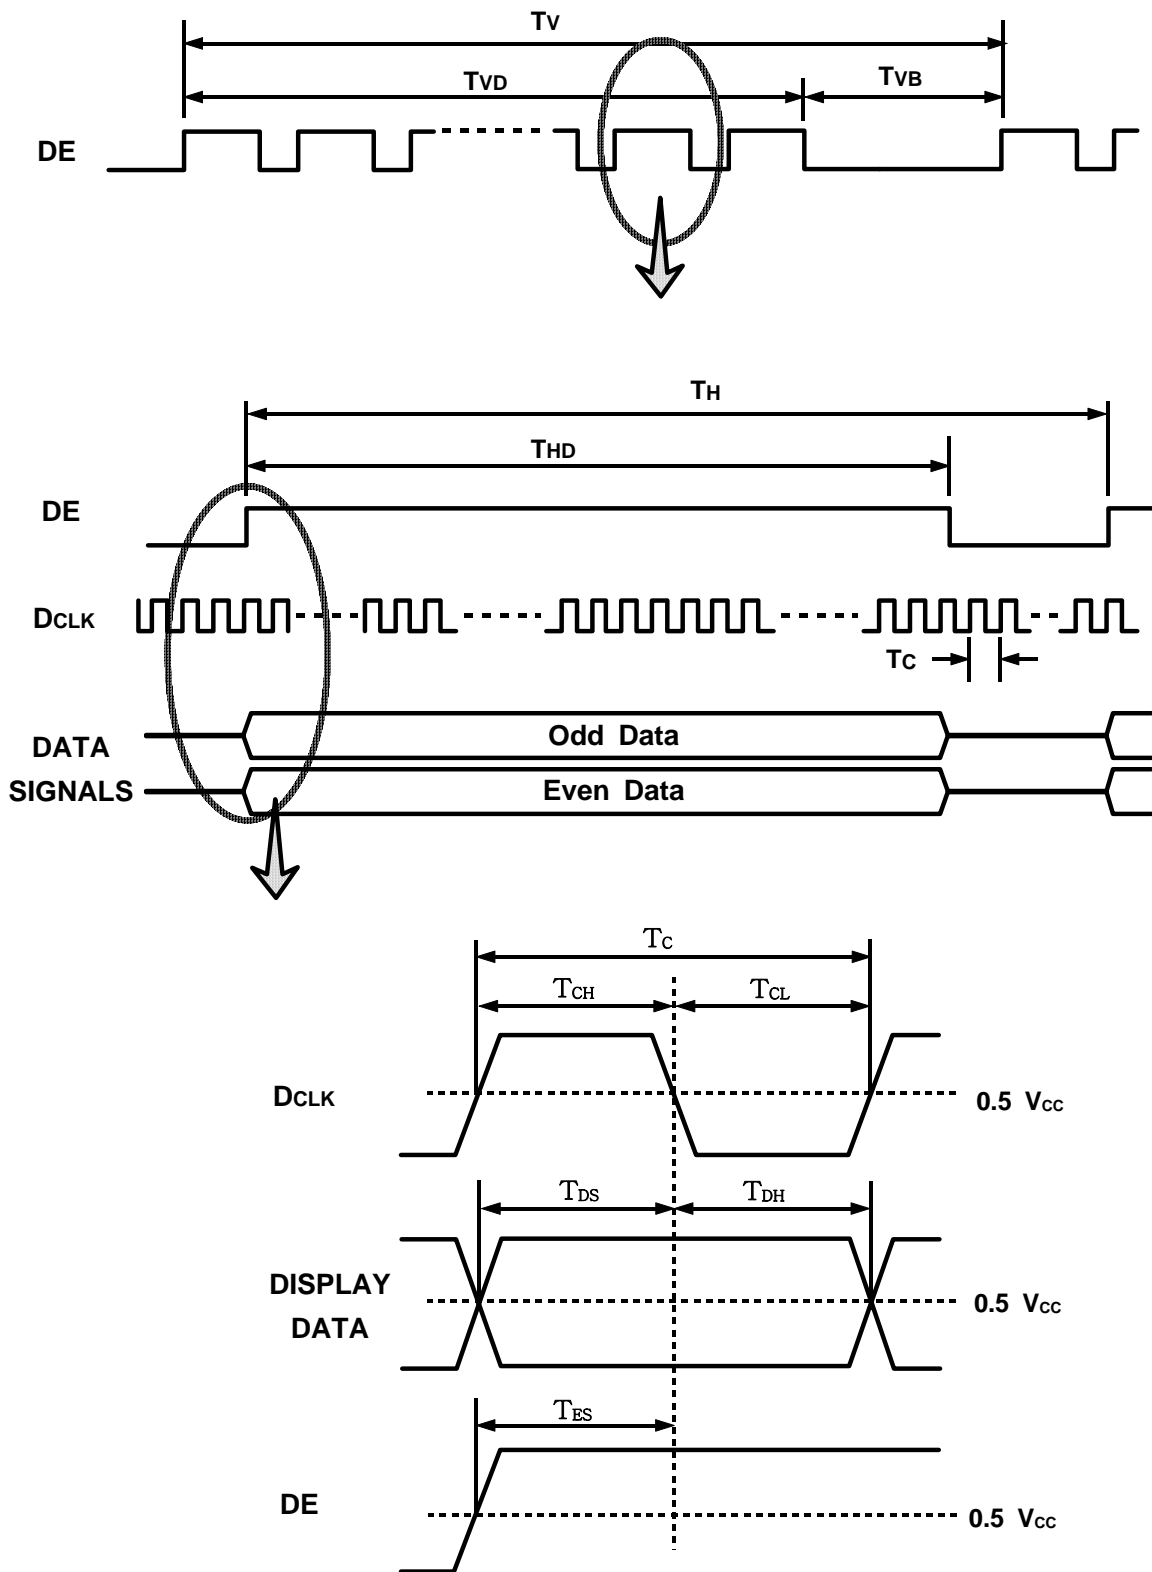 TV
TVD
TVB
DE
TH
THD
DE
DCLK
TC
Odd Data
DATA
SIGNALS
Even Data
TC
TCH
TCL
DCLK
0.5 VCC
TDS
TDH
DISPLAY
DATA
0.5 VCC
TES
DE
0.5 VCC